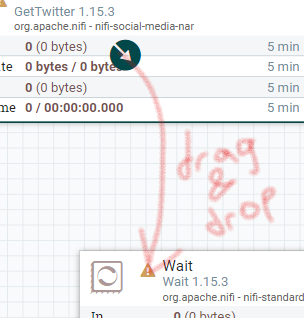 GetTwitter 1.15.3
org.apache.nifi - nifi-social-media-nar
0 (0 bytes) 5 min
te 0 bytes / 0 bytes 5 min
0 (0 bytes) 5 min
me 0 / 00:00:00.000 5 min
drag
&
drop
Wait
Wait 1.15.3
org.apache.nifi - nifi-standard
In 0 (0 bytes)